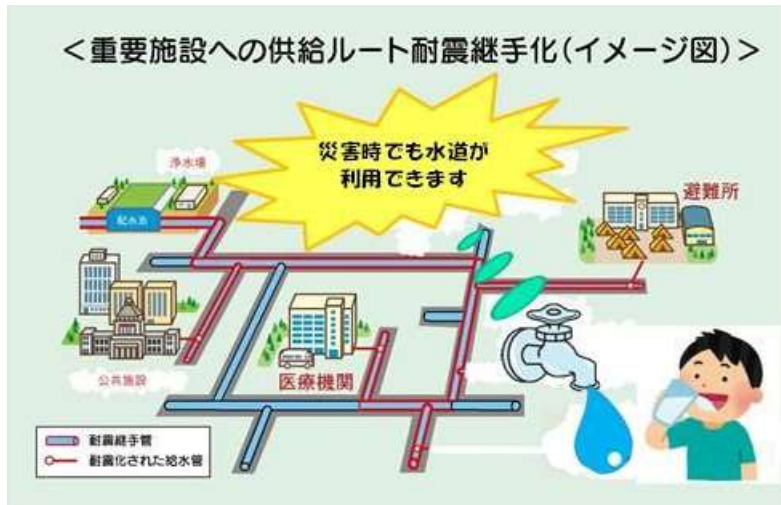 ＜重要施設への供給ルート耐震継手化(イメージ図)＞
災害時でも水道が
利用できます
浄水場
配水池
避難所
公共施設
医療機関
耐震継手管
耐震化された給水管